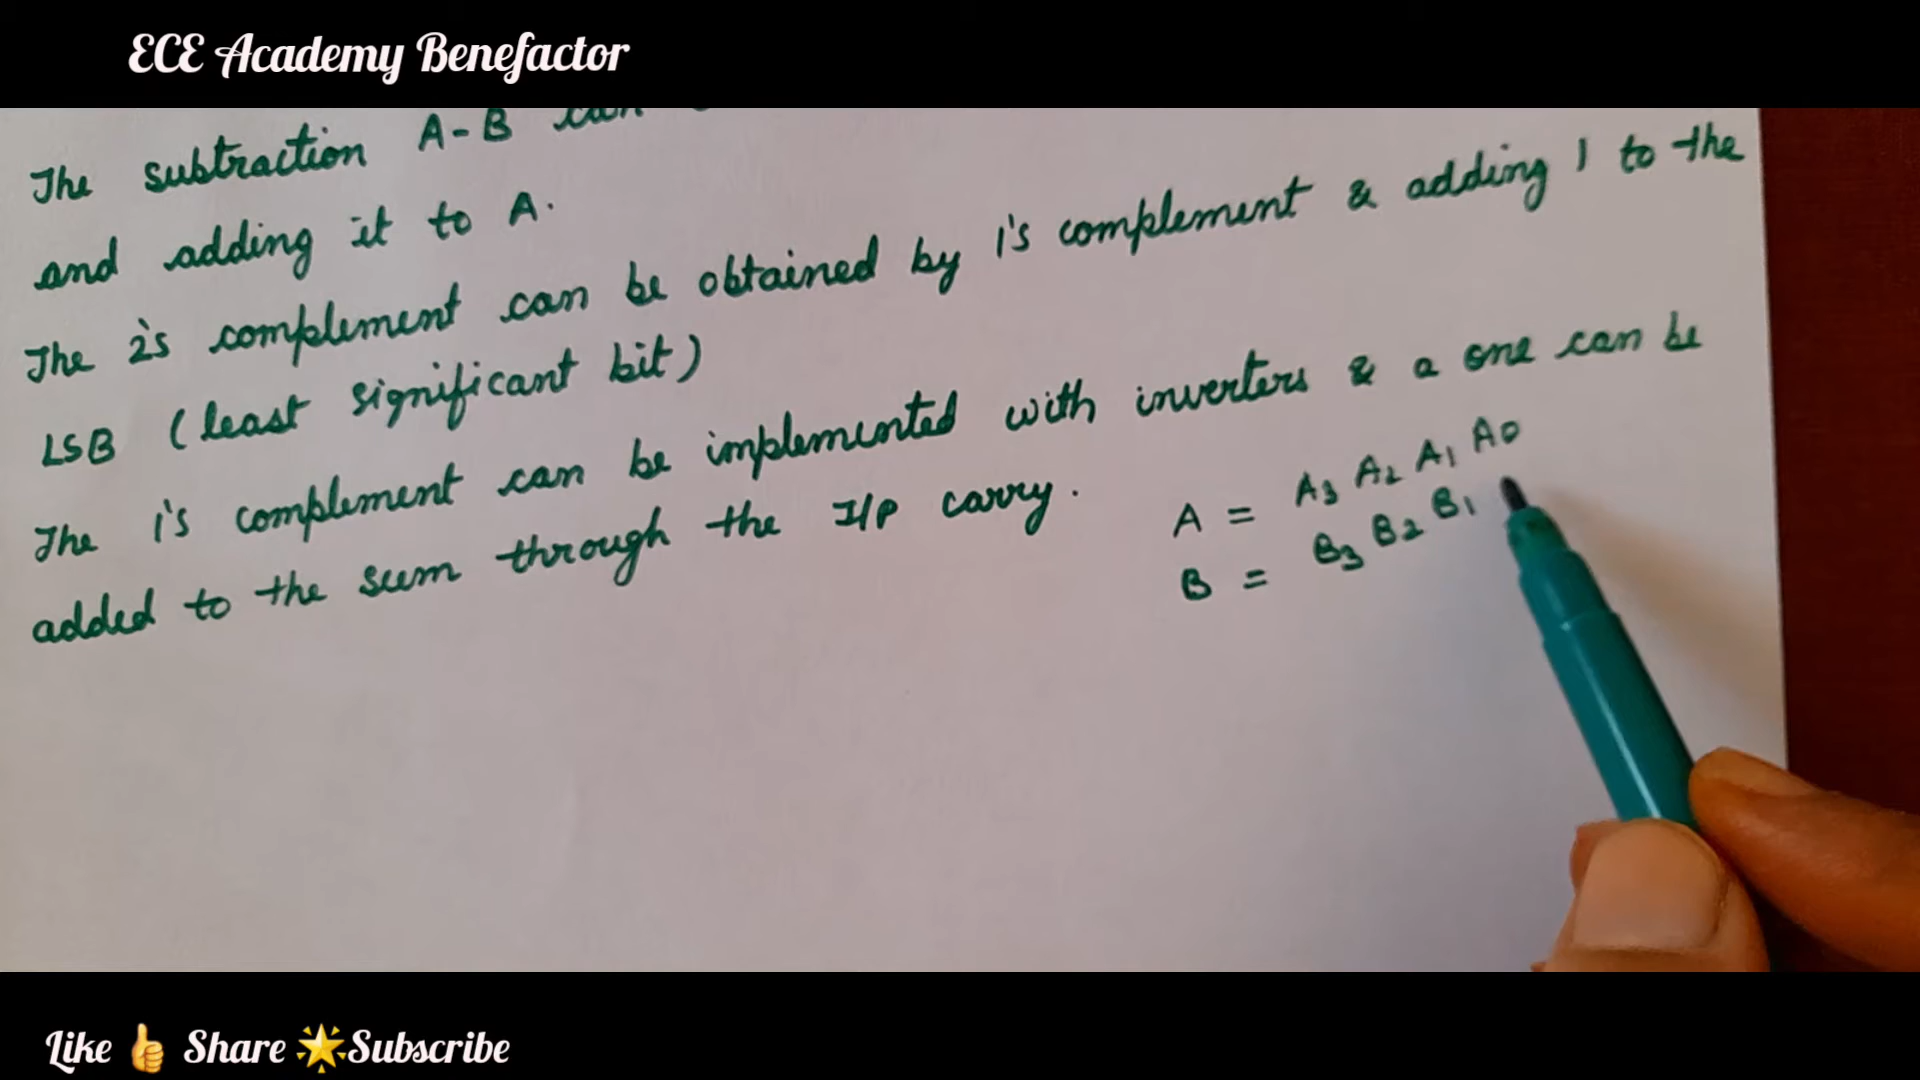 ECE Academy Benefactor
The subtraction A-B can
and adding it to A.
The 2's complement can be obtained by 1's complement & adding 1 to the
LSB (least significant bit)
The 1's complement can be implemented with inverters & a one can be
added to the sum through the I/P carry.
A = A3 A2 A1 A0
B = B3 B2 B1
Like 👍 Share 🌟Subscribe